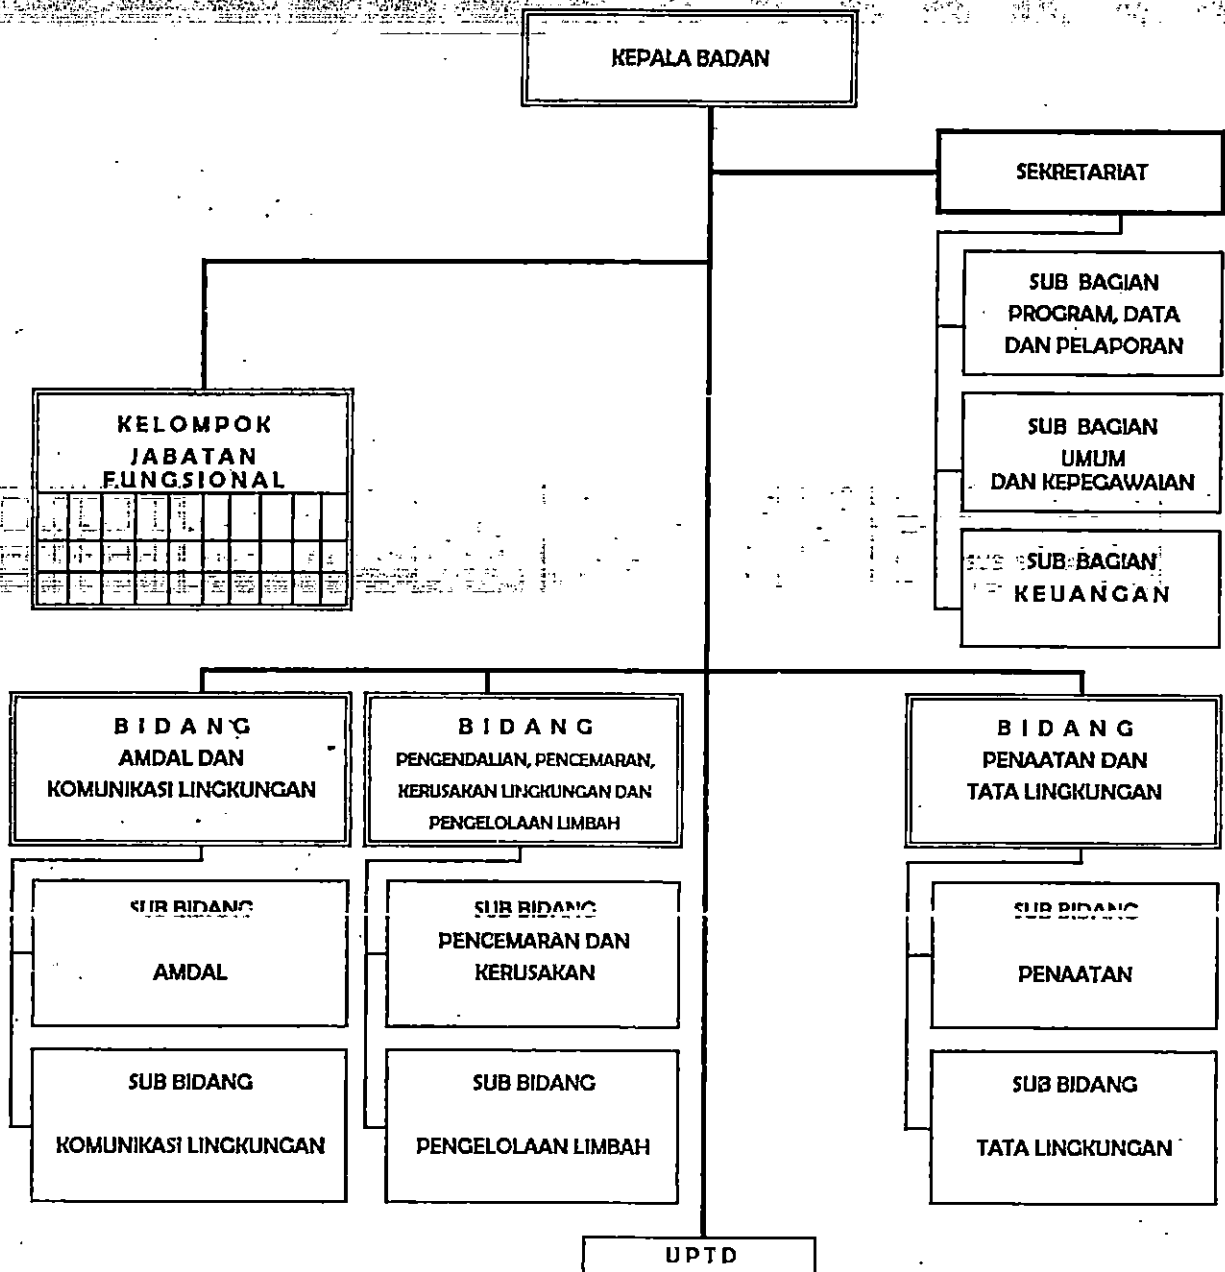 KEPALA BADAN
SEKRETARIAT
SUB BAGIAN
PROGRAM, DATA
DAN PELAPORAN
SUB BAGIAN
UMUM
DAN KEPEGAWAIAN
SUB BAGIAN
KEUANGAN
KELOMPOK
JABATAN
FUNGSIONAL
BIDANG
AMDAL DAN
KOMUNIKASI LINGKUNGAN
BIDANG
PENGENDALIAN, PENCEMARAN,
KERUSAKAN LINGKUNGAN DAN
PENGELOLAAN LIMBAH
BIDANG
PENAATAN DAN
TATA LINGKUNGAN
SUB BIDANG
AMDAL
SUB BIDANG
KOMUNIKASI LINGKUNGAN
SUB BIDANG
PENCEMARAN DAN
KERUSAKAN
SUB BIDANG
PENGELOLAAN LIMBAH
SUB BIDANG
PENAATAN
SUB BIDANG
TATA LINGKUNGAN
UPTD